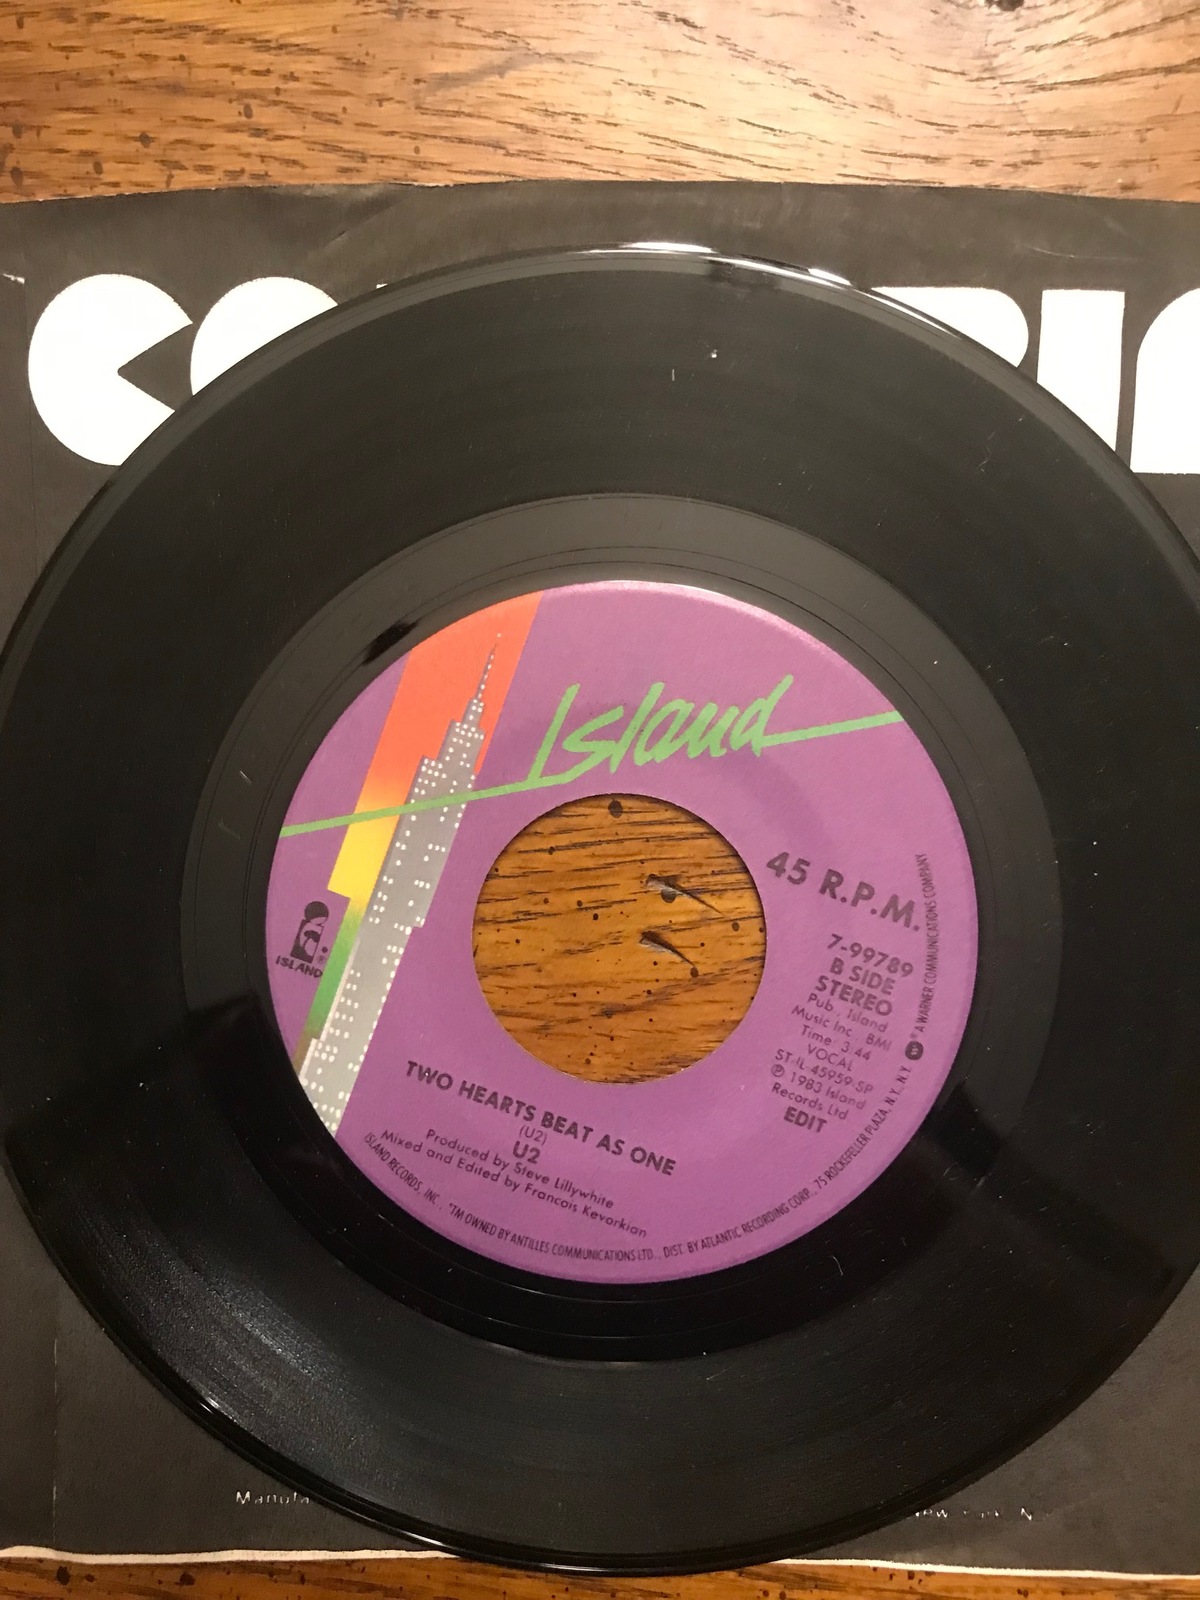 Island
45 R.P.M.
7-99789
B SIDE
STEREO
Pub., Island
Music Inc. BMI
Time: 3:44
VOCAL
ST-IL-45959-SP
℗ 1983 Island
Records Ltd
EDIT
ISLAND
TWO HEARTS BEAT AS ONE
(U2)
U2
Produced by Steve Lillywhite
Mixed and Edited by Francois Kevorkian
ISLAND RECORDS, INC., *TM OWNED BY ANTILLES COMMUNICATIONS LTD., DIST. BY ATLANTIC RECORDING CORP., 75 ROCKEFELLER PLAZA, N.Y., N.Y. ® A WARNER COMMUNICATIONS COMPANY